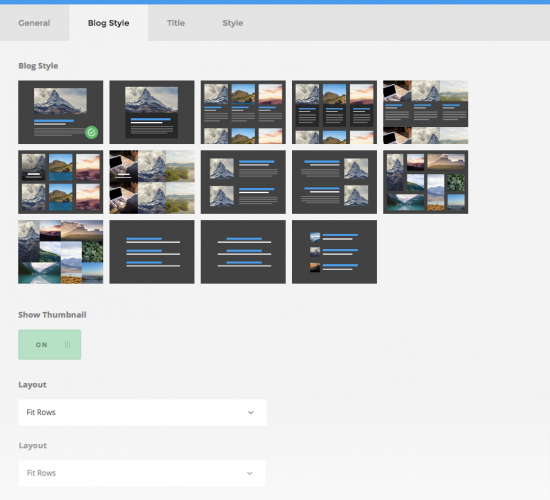 General Blog Style Title Style
Blog Style
Show Thumbnail
ON
Layout
Fit Rows
Layout
Fit Rows